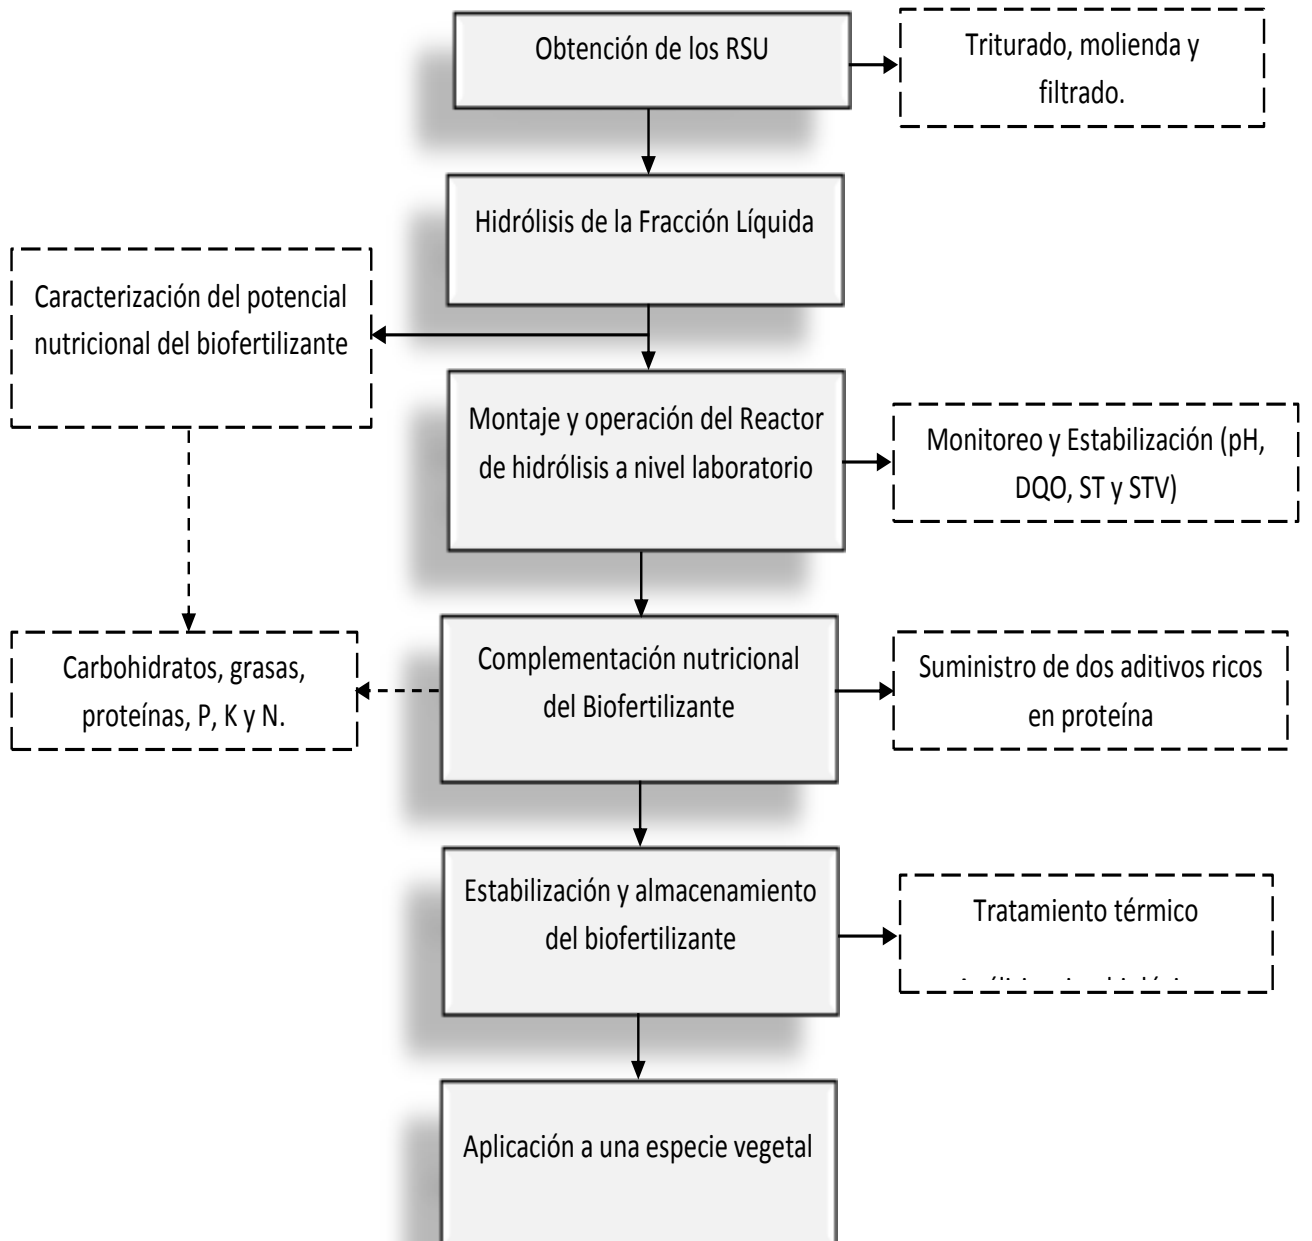 Obtención de los RSU
Triturado, molienda y
filtrado.
Hidrólisis de la Fracción Líquida
Caracterización del potencial
nutricional del biofertilizante
Montaje y operación del Reactor
de hidrólisis a nivel laboratorio
Monitoreo y Estabilización (pH,
DQO, ST y STV)
Carbohidratos, grasas,
proteínas, P, K y N.
Complementación nutricional
del Biofertilizante
Suministro de dos aditivos ricos
en proteína
Estabilización y almacenamiento
del biofertilizante
Tratamiento térmico
Aplicación a una especie vegetal